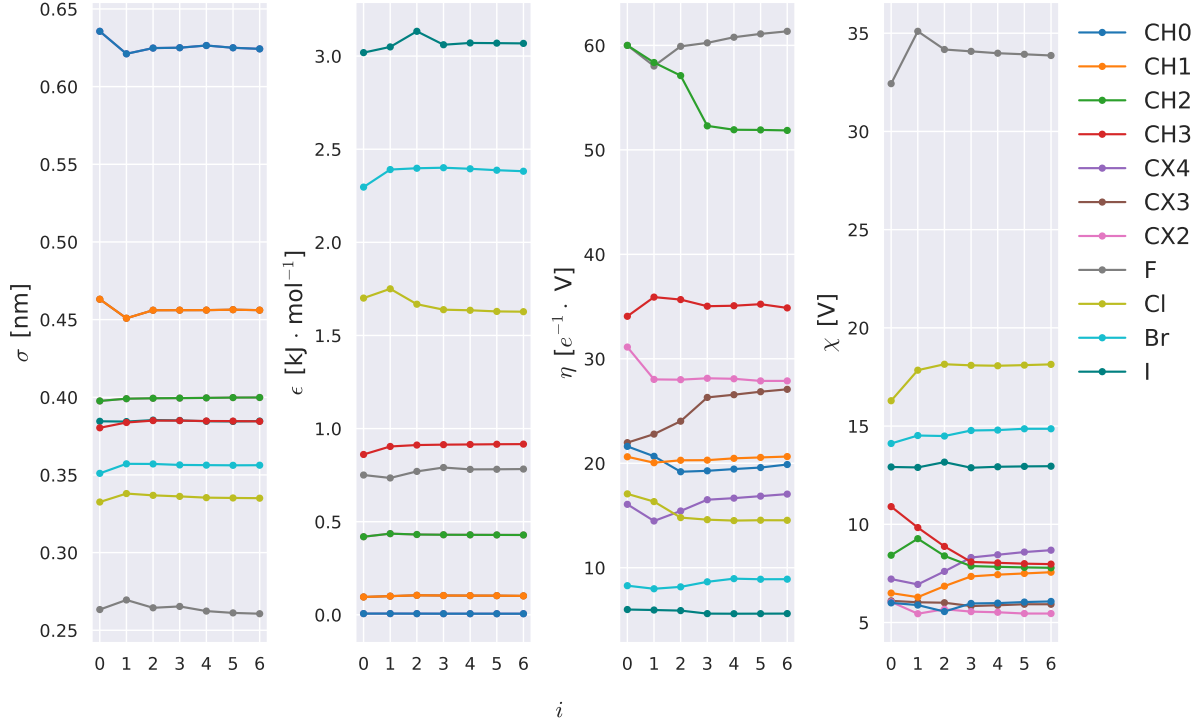 σ [nm]
0.65
0.60
0.55
0.50
0.45
0.40
0.35
0.30
0.25
0 1 2 3 4 5 6
ϵ [kJ · mol⁻¹]
3.0
2.5
2.0
1.5
1.0
0.5
0.0
0 1 2 3 4 5 6
η [e⁻¹ · V]
60
50
40
30
20
10
0 1 2 3 4 5 6
χ [V]
35
30
25
20
15
10
5
0 1 2 3 4 5 6
CH0
CH1
CH2
CH3
CX4
CX3
CX2
F
Cl
Br
I
i